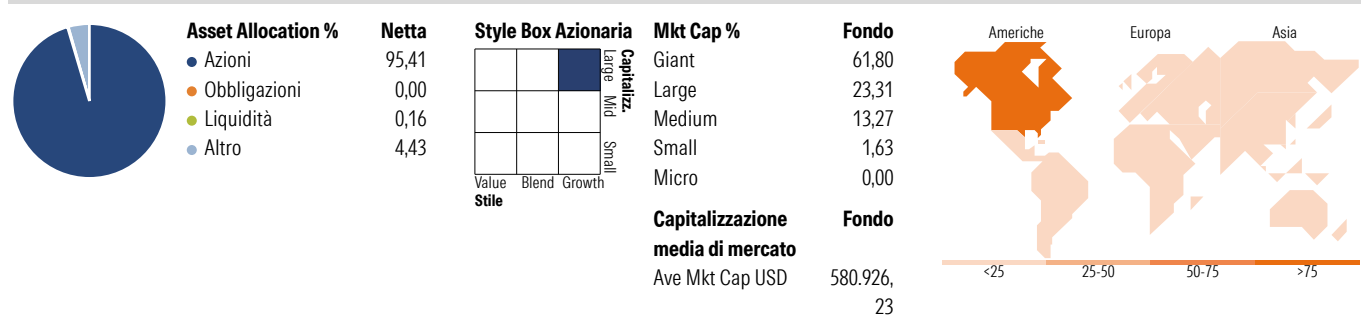 Asset Allocation % Netta
Azioni 95,41
Obbligazioni 0,00
Liquidità 0,16
Altro 4,43
Style Box Azionaria
Capitalizz.
Large
Mid
Small
Value Blend Growth
Stile
Mkt Cap % Fondo
Giant 61,80
Large 23,31
Medium 13,27
Small 1,63
Micro 0,00
Capitalizzazione Fondo
media di mercato
Ave Mkt Cap USD 580.926,
23
Americhe Europa Asia
<25 25-50 50-75 >75